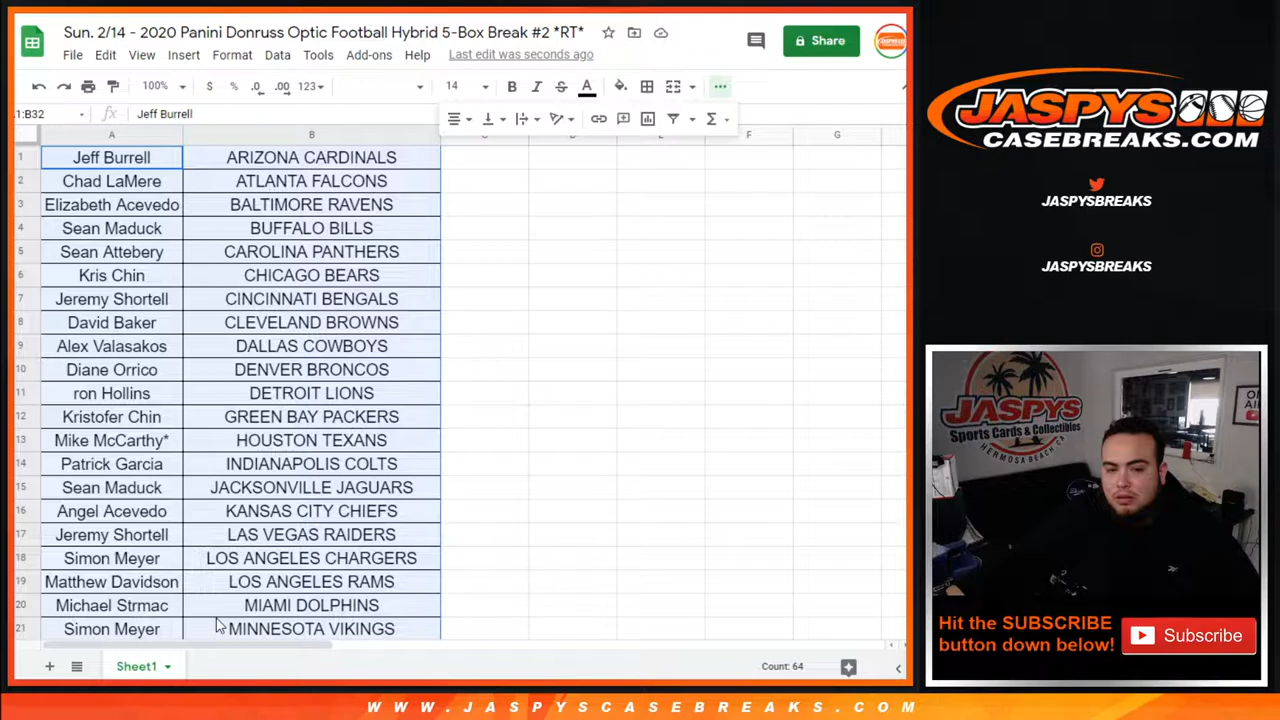 Sun. 2/14 - 2020 Panini Donruss Optic Football Hybrid 5-Box Break #2 *RT*
File Edit View Insert Format Data Tools Add-ons Help Last edit was seconds ago
Share
100% $ % .0 .00 123 14 B I S A
1:B32 fx Jeff Burrell
A B F G
1 Jeff Burrell ARIZONA CARDINALS
2 Chad LaMere ATLANTA FALCONS
3 Elizabeth Acevedo BALTIMORE RAVENS
4 Sean Maduck BUFFALO BILLS
5 Sean Attebery CAROLINA PANTHERS
6 Kris Chin CHICAGO BEARS
7 Jeremy Shortell CINCINNATI BENGALS
8 David Baker CLEVELAND BROWNS
9 Alex Valasakos DALLAS COWBOYS
10 Diane Orrico DENVER BRONCOS
11 ron Hollins DETROIT LIONS
12 Kristofer Chin GREEN BAY PACKERS
13 Mike McCarthy* HOUSTON TEXANS
14 Patrick Garcia INDIANAPOLIS COLTS
15 Sean Maduck JACKSONVILLE JAGUARS
16 Angel Acevedo KANSAS CITY CHIEFS
17 Jeremy Shortell LAS VEGAS RAIDERS
18 Simon Meyer LOS ANGELES CHARGERS
19 Matthew Davidson LOS ANGELES RAMS
20 Michael Strmac MIAMI DOLPHINS
21 Simon Meyer MINNESOTA VIKINGS
Sheet1
Count: 64
JASPYS
CASEBREAKS.COM
JASPYSBREAKS
JASPYSBREAKS
JASPYS
Sports Cards & Collectibles
HERMOSA BEACH, CA
Hit the SUBSCRIBE
button down below!
Subscribe
WWW.JASPYSCASEBREAKS.COM